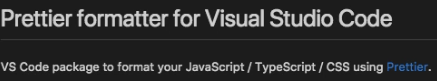 Prettier formatter for Visual Studio Code
VS Code package to format your JavaScript / TypeScript / CSS using Prettier.